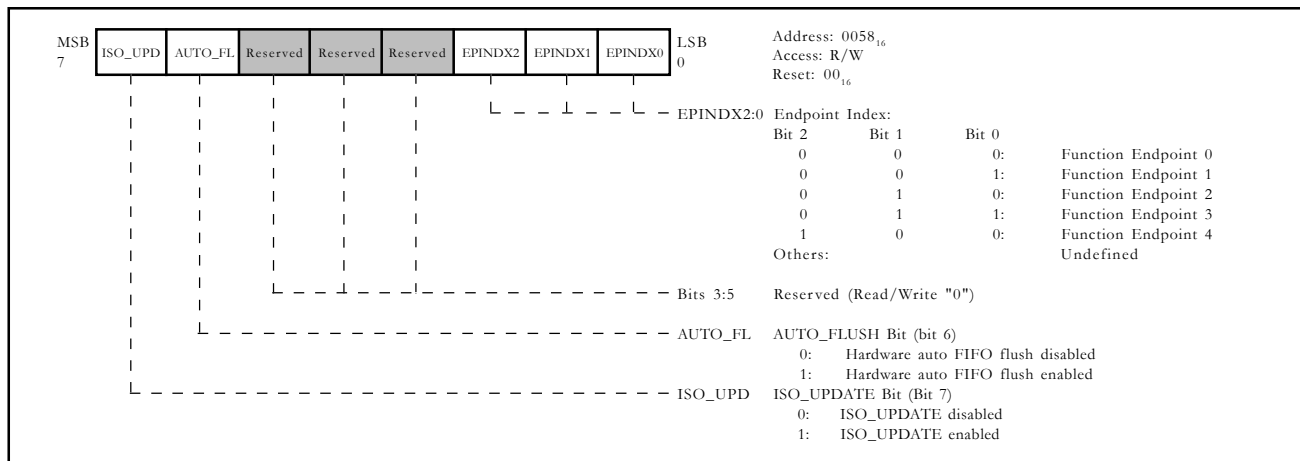 MSB
7
ISO_UPD AUTO_FL Reserved Reserved Reserved EPINDX2 EPINDX1 EPINDX0
LSB
0
Address: 0058₁₆
Access: R/W
Reset: 00₁₆
EPINDX2:0 Endpoint Index:
Bit 2 Bit 1 Bit 0
0 0 0: Function Endpoint 0
0 0 1: Function Endpoint 1
0 1 0: Function Endpoint 2
0 1 1: Function Endpoint 3
1 0 0: Function Endpoint 4
Others: Undefined
Bits 3:5 Reserved (Read/Write "0")
AUTO_FL AUTO_FLUSH Bit (bit 6)
0: Hardware auto FIFO flush disabled
1: Hardware auto FIFO flush enabled
ISO_UPD ISO_UPDATE Bit (Bit 7)
0: ISO_UPDATE disabled
1: ISO_UPDATE enabled